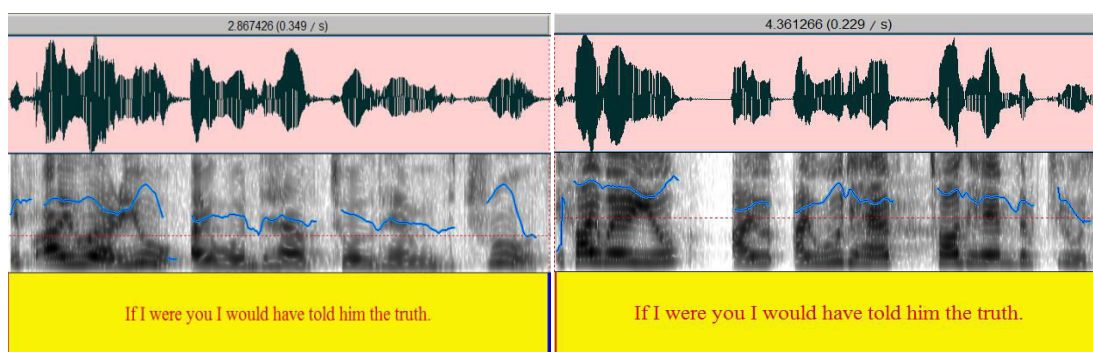 2.867426 (0.349 / s)
4.361266 (0.229 / s)
If I were you I would have told him the truth.
If I were you I would have told him the truth.